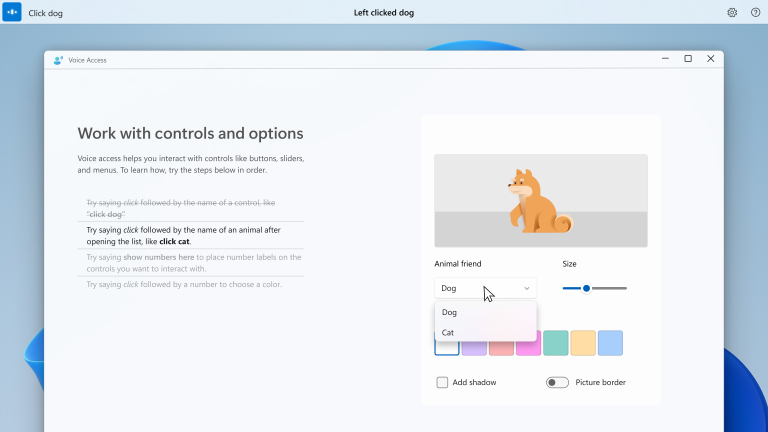 Click dog
Left clicked dog
Voice Access
Work with controls and options
Voice access helps you interact with controls like buttons, sliders,
and menus. To learn how, try the steps below in order.
Try saying click followed by the name of a control, like
"click dog"
Try saying click followed by the name of an animal after
opening the list, like click cat.
Try saying show numbers here to place number labels on the
controls you want to interact with.
Try saying click followed by a number to choose a color.
Animal friend
Size
Dog
Dog
Cat
Add shadow
Picture border